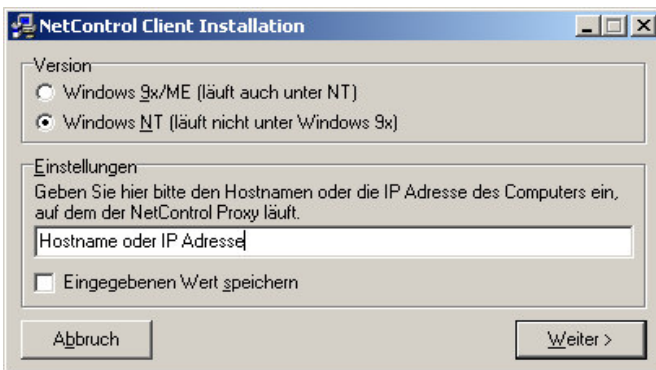 NetControl Client Installation
Version
Windows 9x/ME (läuft auch unter NT)
Windows NT (läuft nicht unter Windows 9x)
Einstellungen
Geben Sie hier bitte den Hostnamen oder die IP Adresse des Computers ein,
auf dem der NetControl Proxy läuft.
Hostname oder IP Adresse
Eingegebenen Wert speichern
Abbruch
Weiter >